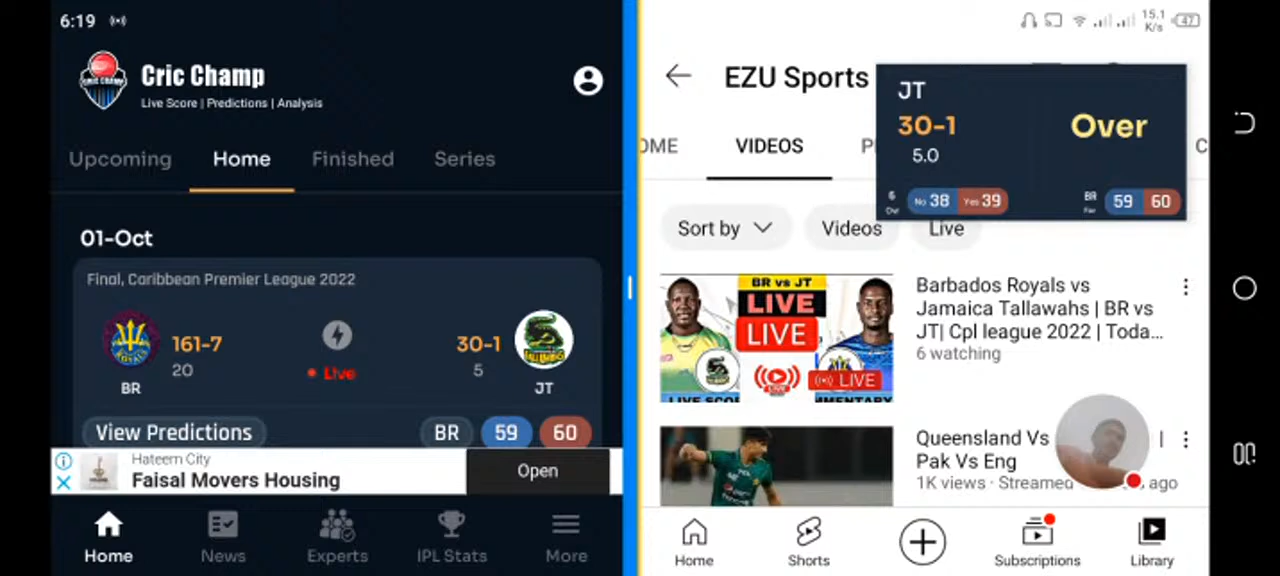 6:19
15.1
K/s
47
Cric Champ
Live Score | Predictions | Analysis
Upcoming
Home
Finished
Series
01-Oct
Final, Caribbean Premier League 2022
161-7
20
BR
Live
30-1
5
JT
View Predictions
BR
59
60
Hateem City
Faisal Movers Housing
Open
Home
News
Experts
IPL Stats
More
EZU Sports
OME
VIDEOS
JT
30-1
5.0
Over
6
No 38
Yes 39
BR
59
60
Sort by
Videos
Live
BR vs JT
LIVE
LIVE
LIVE
Barbados Royals vs
Jamaica Tallawahs | BR vs
JT| Cpl league 2022 | Toda...
6 watching
Queensland Vs
Pak Vs Eng
1K views · Streamed
ago
Home
Shorts
Subscriptions
Library